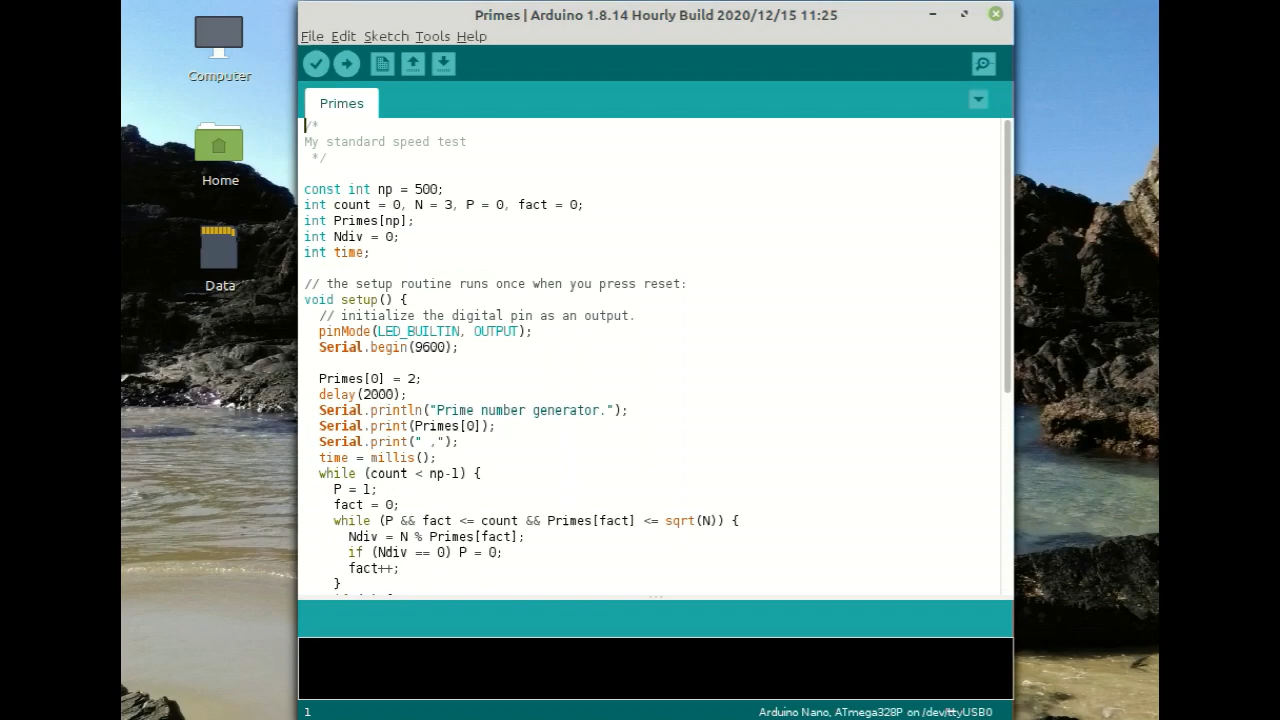 Primes | Arduino 1.8.14 Hourly Build 2020/12/15 11:25
File Edit Sketch Tools Help
Computer
Home
Data
Primes
/*
My standard speed test
 */
const int np = 500;
int count = 0, N = 3, P = 0, fact = 0;
int Primes[np];
int Ndiv = 0;
int time;
// the setup routine runs once when you press reset:
void setup() {
  // initialize the digital pin as an output.
  pinMode(LED_BUILTIN, OUTPUT);
  Serial.begin(9600);
  Primes[0] = 2;
  delay(2000);
  Serial.println("Prime number generator.");
  Serial.print(Primes[0]);
  Serial.print(" ,");
  time = millis();
  while (count < np-1) {
    P = 1;
    fact = 0;
    while (P && fact <= count && Primes[fact] <= sqrt(N)) {
      Ndiv = N % Primes[fact];
      if (Ndiv == 0) P = 0;
      fact++;
    }
1
Arduino Nano, ATmega328P on /dev/ttyUSB0